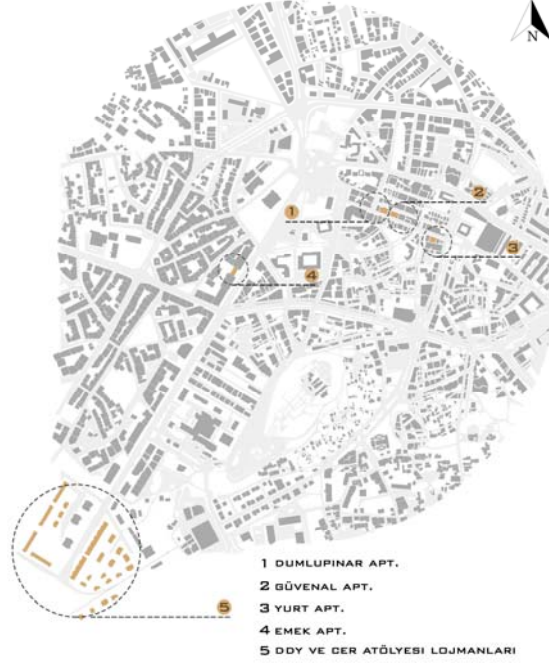 N
1
2
3
4
5
1 DUMLUPINAR APT.
2 GÜVENAL APT.
3 YURT APT.
4 EMEK APT.
5 DDY VE CER ATÖLYESI LOJMANLARI